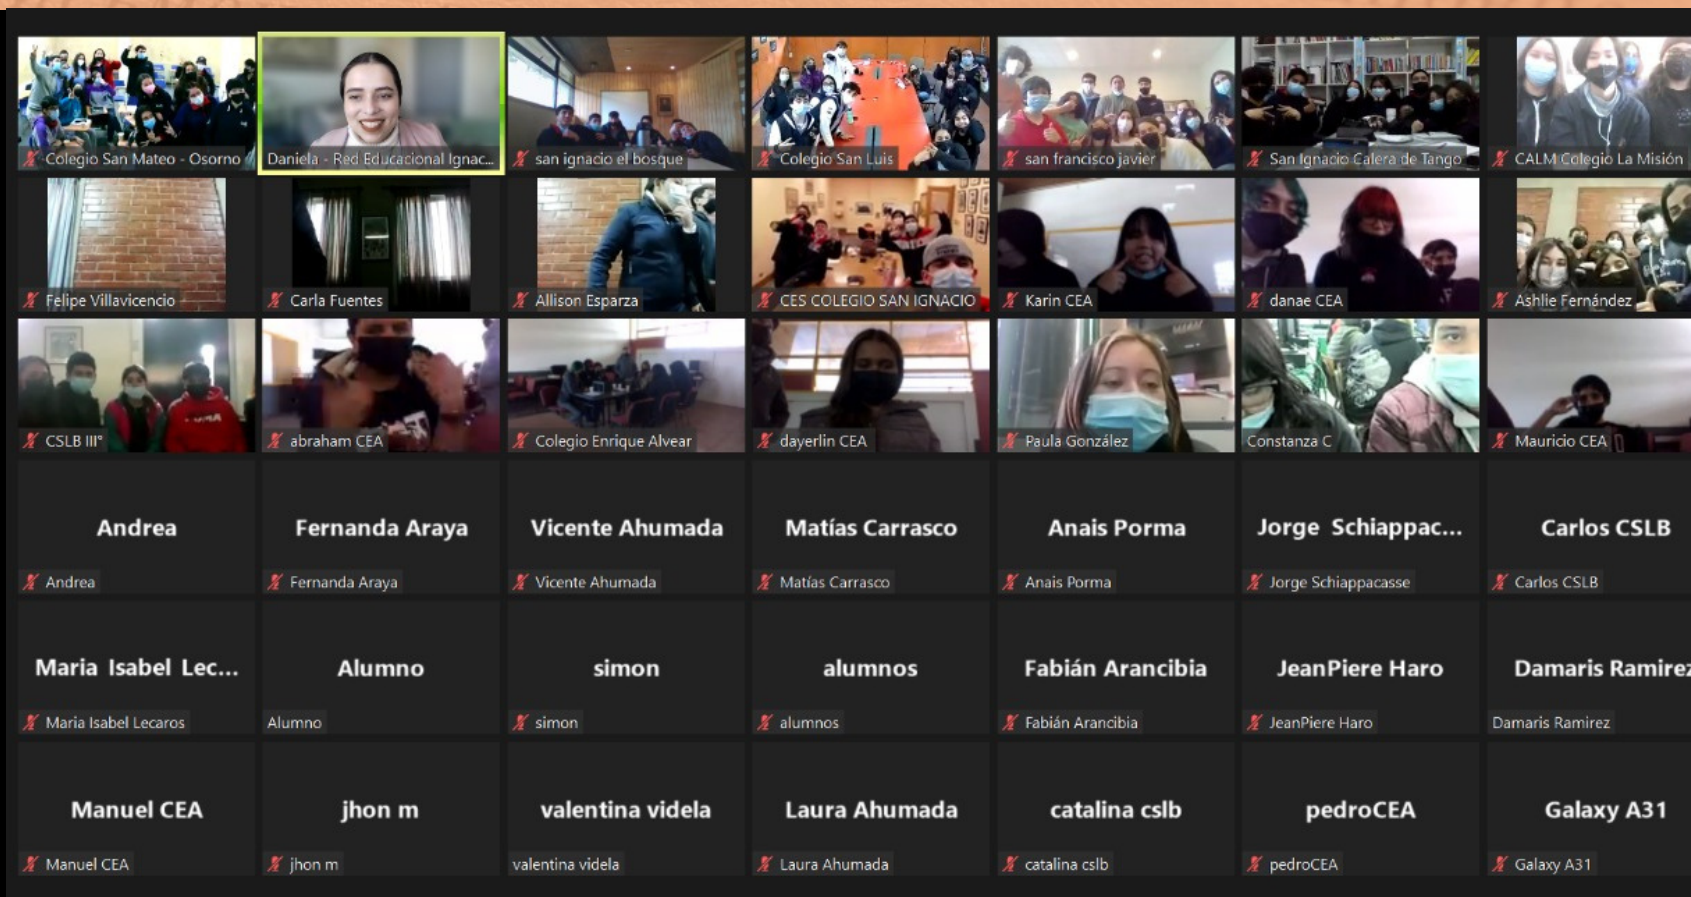 Colegio San Mateo - Osorno
Daniela - Red Educacional Ignac...
san ignacio el bosque
Colegio San Luis
san francisco javier
San Ignacio Calera de Tango
CALM Colegio La Misión
Felipe Villavicencio
Carla Fuentes
Allison Esparza
CES COLEGIO SAN IGNACIO
Karin CEA
danae CEA
Ashlie Fernández
CSLB III°
abraham CEA
Colegio Enrique Alvear
dayerlin CEA
Paula González
Constanza C
Mauricio CEA
Andrea
Fernanda Araya
Vicente Ahumada
Matías Carrasco
Anais Porma
Jorge Schiappac...
Carlos CSLB
Andrea
Fernanda Araya
Vicente Ahumada
Matías Carrasco
Anais Porma
Jorge Schiappacasse
Carlos CSLB
Maria Isabel Lec...
Alumno
simon
alumnos
Fabián Arancibia
JeanPiere Haro
Damaris Ramirez
Maria Isabel Lecaros
Alumno
simon
alumnos
Fabián Arancibia
JeanPiere Haro
Damaris Ramirez
Manuel CEA
jhon m
valentina videla
Laura Ahumada
catalina cslb
pedroCEA
Galaxy A31
Manuel CEA
jhon m
valentina videla
Laura Ahumada
catalina cslb
pedroCEA
Galaxy A31